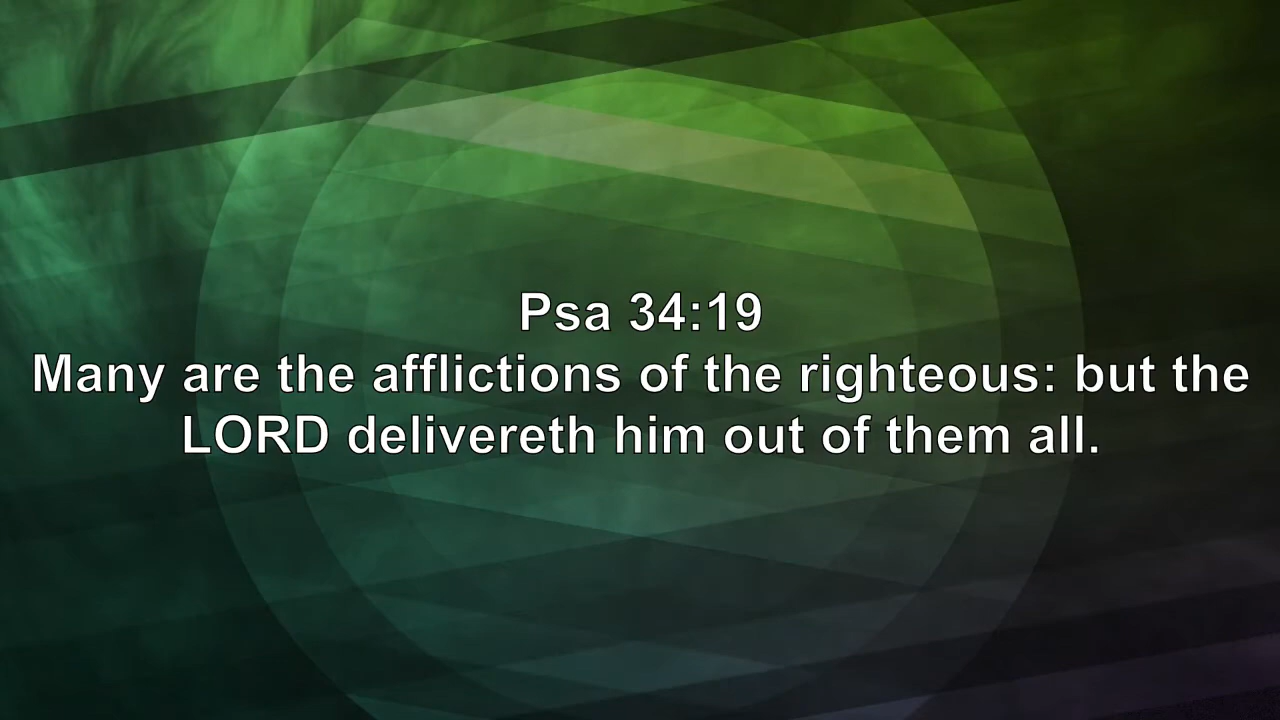 Psa 34:19
Many are the afflictions of the righteous: but the
LORD delivereth him out of them all.